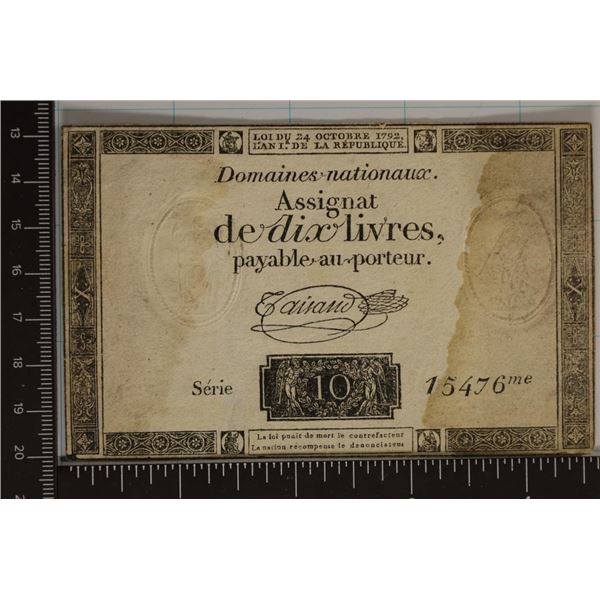 LOI DU 24 OCTOBRE 1792,
L'AN I.er DE LA RÉPUBLIQUE.
Domaines nationaux.
Assignat
de dix livres,
payable au porteur.
Taisaud
Série
10
15476me
La loi punit de mort le contrefacteur
La nation récompense le dénonciateur
X
X
13
14
15
16
17
18
19
20